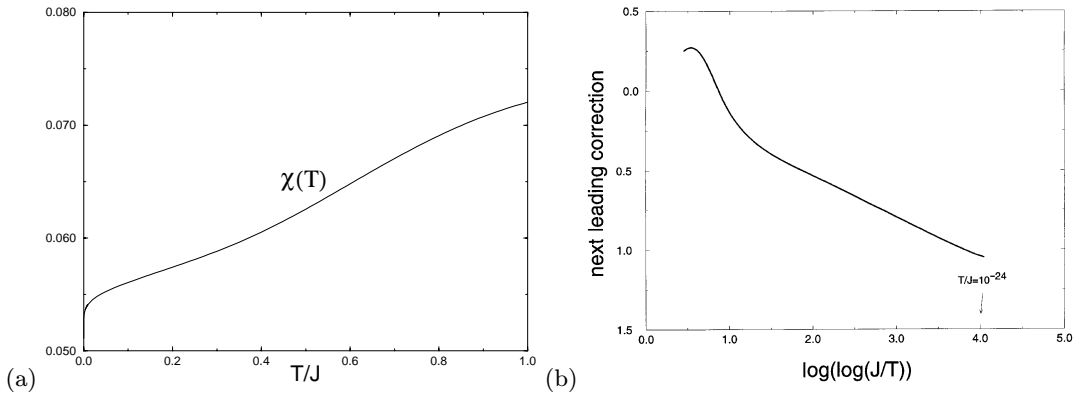 0.080
0.070
0.060
0.050
χ(T)
0.0 0.2 0.4 0.6 0.8 1.0
T/J
(a)
0.5
0.0
0.5
1.0
1.5
next leading correction
T/J=10⁻²⁴
0.0 1.0 2.0 3.0 4.0 5.0
log(log(J/T))
(b)